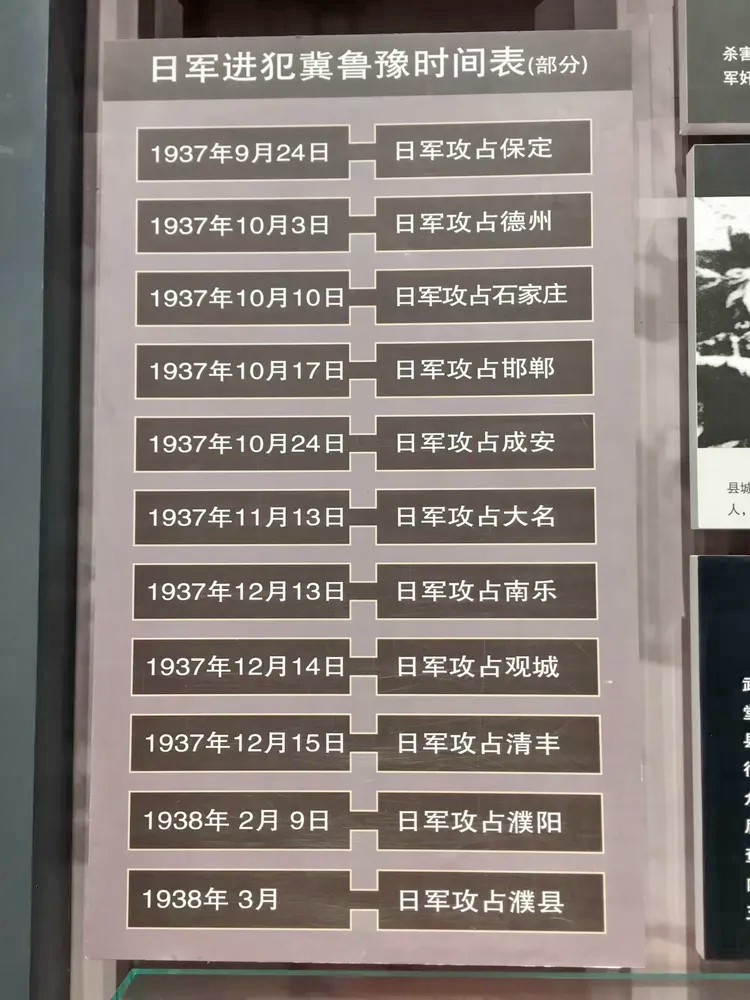 日军进犯冀鲁豫时间表(部分)
1937年9月24日 日军攻占保定
1937年10月3日 日军攻占德州
1937年10月10日 日军攻占石家庄
1937年10月17日 日军攻占邯郸
1937年10月24日 日军攻占成安
1937年11月13日 日军攻占大名
1937年12月13日 日军攻占南乐
1937年12月14日 日军攻占观城
1937年12月15日 日军攻占清丰
1938年 2月 9日 日军攻占濮阳
1938年 3月 日军攻占濮县
杀害
军奸
县城
人，